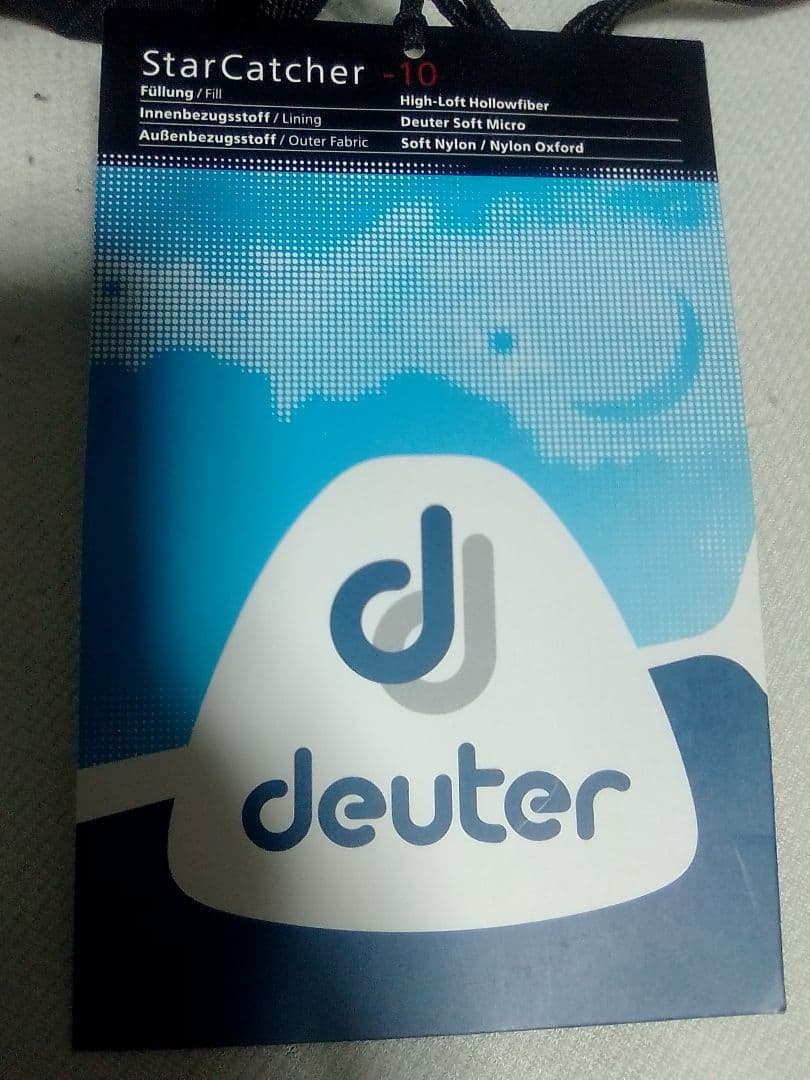 StarCatcher -10
Füllung / Fill High-Loft Hollowfiber
Innenbezugsstoff / Lining Deuter Soft Micro
Außenbezugsstoff / Outer Fabric Soft Nylon / Nylon Oxford
deuter